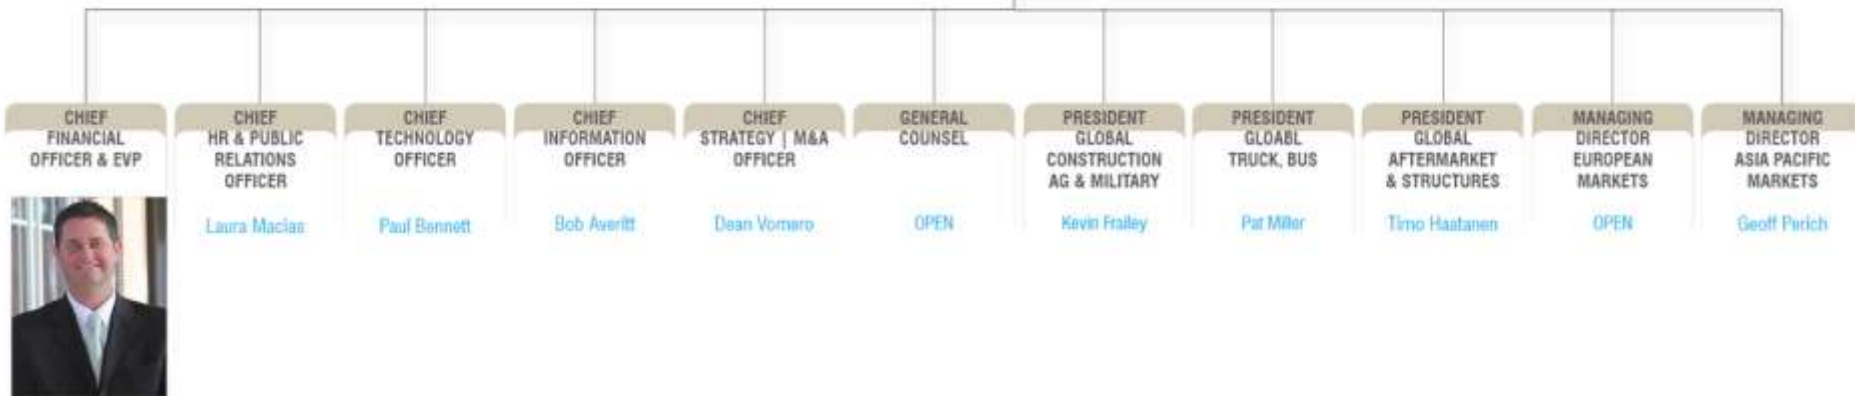 CHIEF
FINANCIAL
OFFICER & EVP
CHIEF
HR & PUBLIC
RELATIONS
OFFICER
Laura Macias
CHIEF
TECHNOLOGY
OFFICER
Paul Bennett
CHIEF
INFORMATION
OFFICER
Bob Averitt
CHIEF
STRATEGY | M&A
OFFICER
Dean Vomero
GENERAL
COUNSEL
OPEN
PRESIDENT
GLOBAL
CONSTRUCTION
AG & MILITARY
Kevin Frailey
PRESIDENT
GLOABL
TRUCK, BUS
Pat Miller
PRESIDENT
GLOBAL
AFTERMARKET
& STRUCTURES
Timo Haatanen
MANAGING
DIRECTOR
EUROPEAN
MARKETS
OPEN
MANAGING
DIRECTOR
ASIA PACIFIC
MARKETS
Geoff Perich